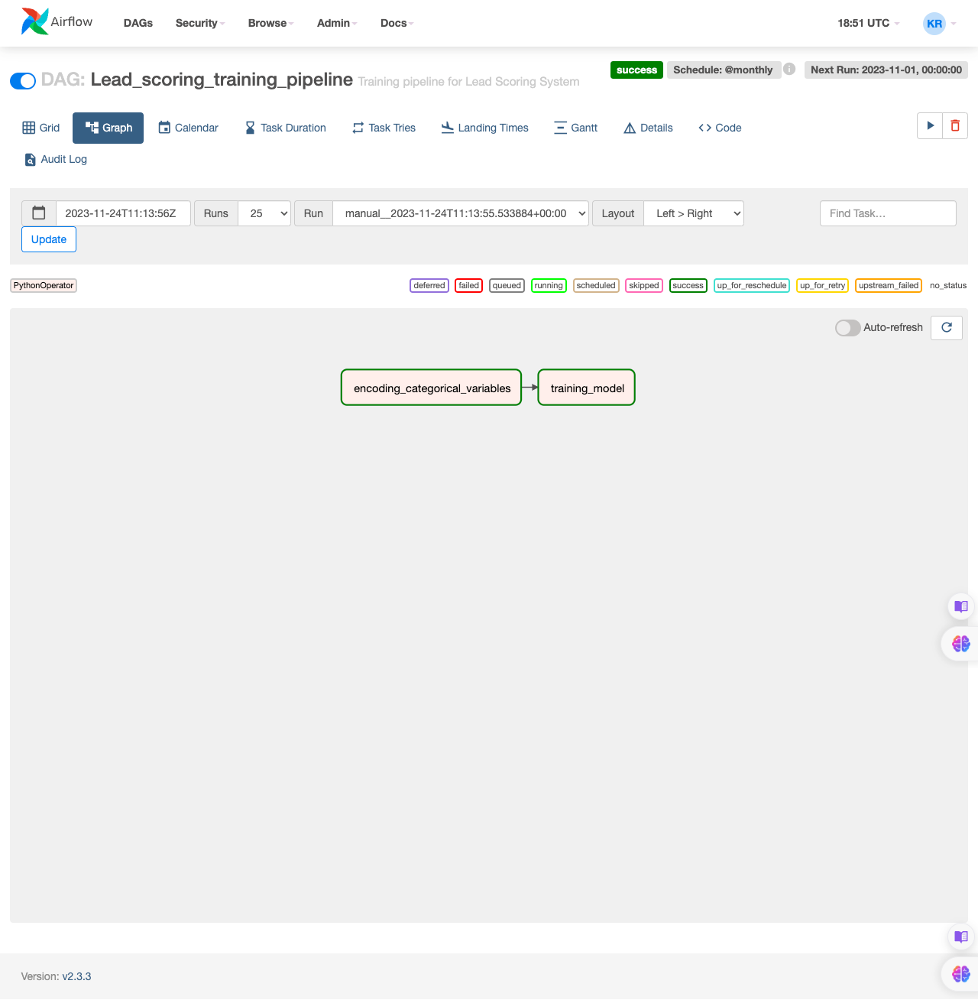 Airflow DAGs Security Browse Admin Docs 18:51 UTC KR
DAG: Lead_scoring_training_pipeline Training pipeline for Lead Scoring System success Schedule: @monthly i Next Run: 2023-11-01, 00:00:00
Grid Graph Calendar Task Duration Task Tries Landing Times Gantt Details Code
Audit Log
2023-11-24T11:13:56Z Runs 25 Run manual__2023-11-24T11:13:55.533884+00:00 Layout Left > Right Find Task...
Update
PythonOperator deferred failed queued running scheduled skipped success up_for_reschedule up_for_retry upstream_failed no_status
Auto-refresh
encoding_categorical_variables training_model
Version: v2.3.3